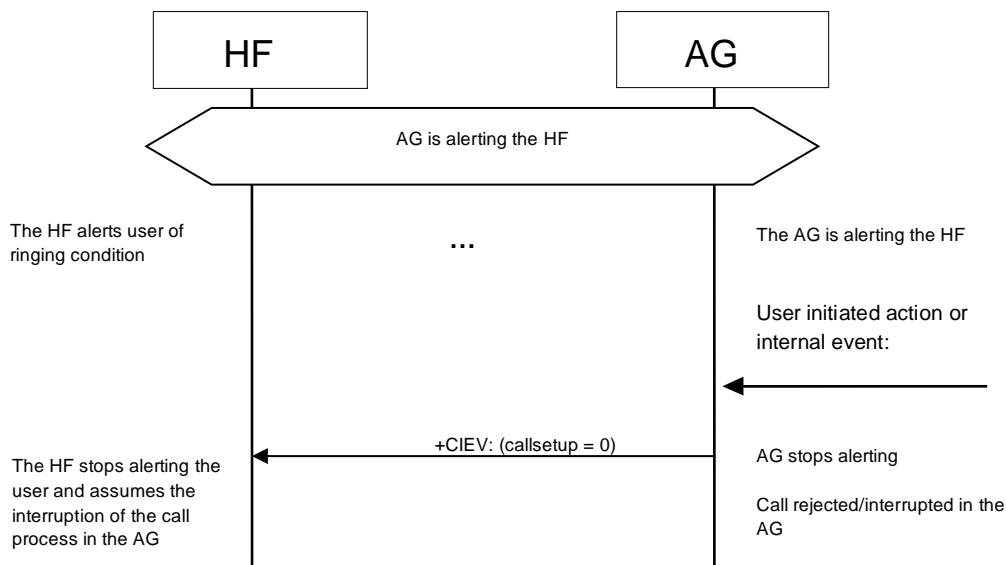 HF
AG
AG is alerting the HF
The HF alerts user of
ringing condition
...
The AG is alerting the HF
User initiated action or
internal event:
+CIEV: (callsetup = 0)
The HF stops alerting the
user and assumes the
interruption of the call
process in the AG
AG stops alerting
Call rejected/interrupted in the
AG